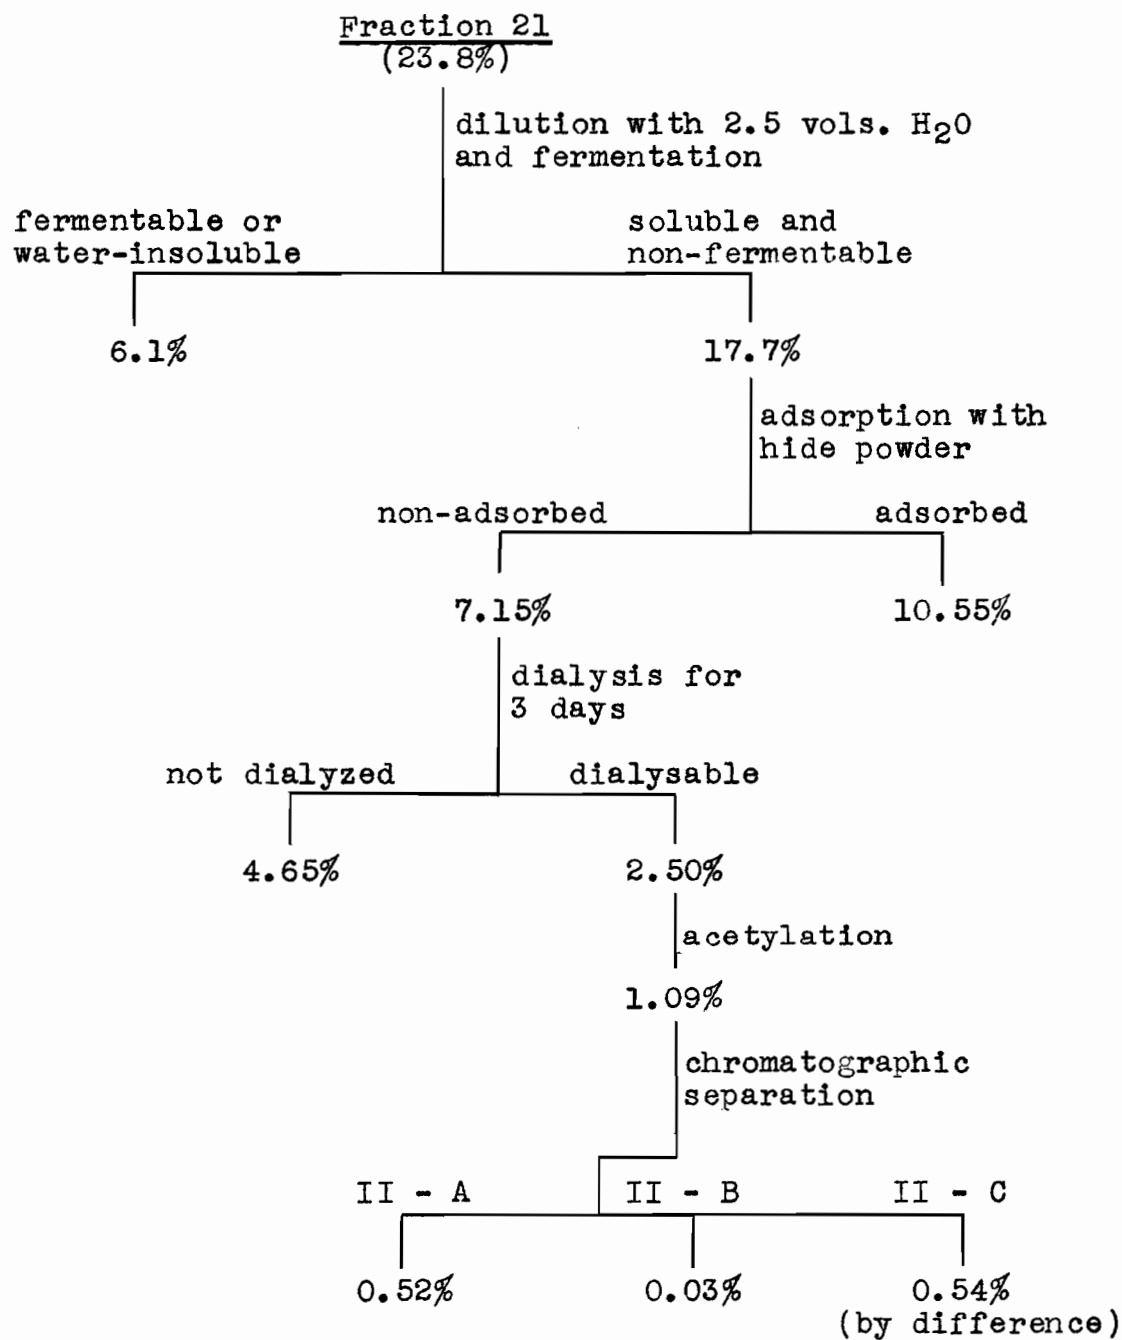 Fraction 21
(23.8%)
dilution with 2.5 vols. H2O
and fermentation
fermentable or
water-insoluble
soluble and
non-fermentable
6.1%
17.7%
adsorption with
hide powder
non-adsorbed
adsorbed
7.15%
10.55%
dialysis for
3 days
not dialyzed
dialysable
4.65%
2.50%
acetylation
1.09%
chromatographic
separation
II - A
II - B
II - C
0.52%
0.03%
0.54%
(by difference)